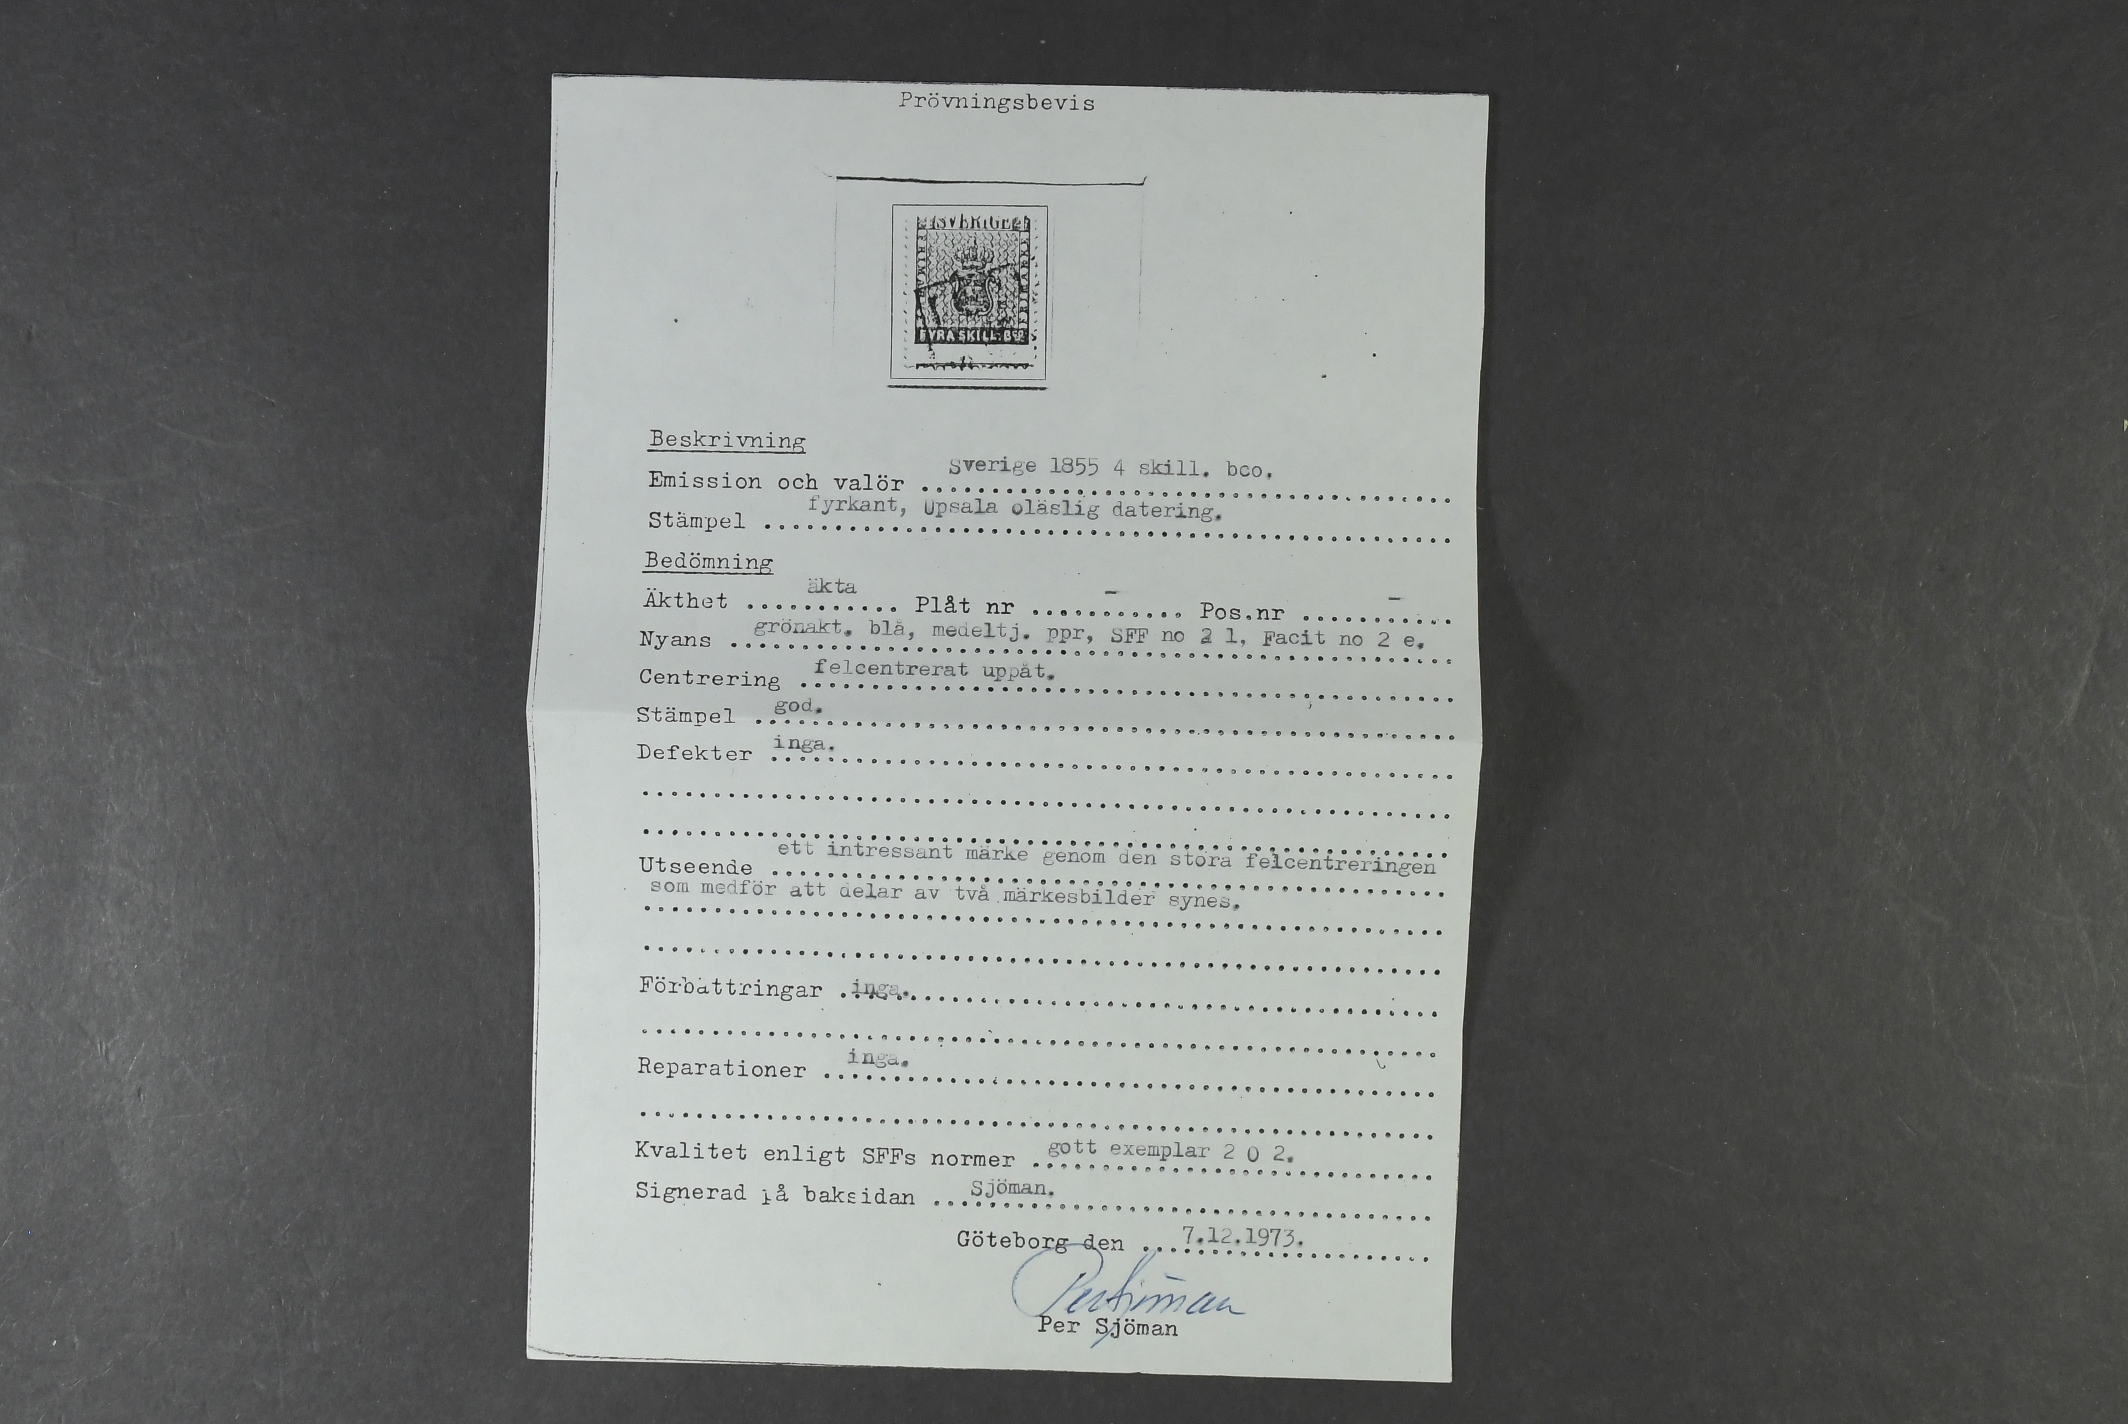 Prövningsbevis
SVERIGE
FRIMÄRKE
FYRA SKILL. BCO
Beskrivning
Emission och valör Sverige 1855 4 skill. bco.
Stämpel fyrkant, Upsala oläslig datering.
Bedömning
Äkthet äkta Plåt nr - Pos.nr -
Nyans grönakt. blå, medeltj. ppr, SFF no 2 1, Facit no 2 e.
Centrering felcentrerat uppåt.
Stämpel god.
Defekter inga.
Utseende ett intressant märke genom den stora felcentreringen
som medför att delar av två märkesbilder synes.
Förbättringar inga.
Reparationer inga.
Kvalitet enligt SFFs normer gott exemplar 2 0 2.
Signerad på baksidan Sjöman.
Göteborg den 7.12.1973.
Per Sjöman
Per Sjöman